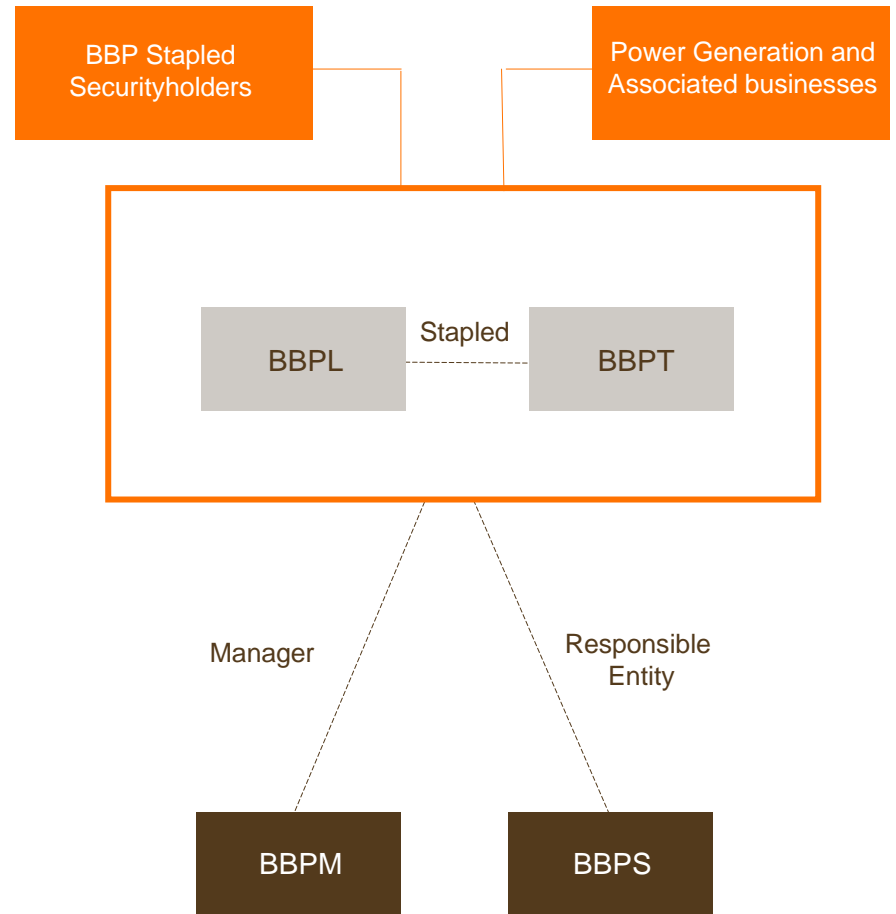 BBP Stapled
Securityholders
Power Generation and
Associated businesses
Stapled
BBPL
BBPT
Manager
Responsible
Entity
BBPM
BBPS